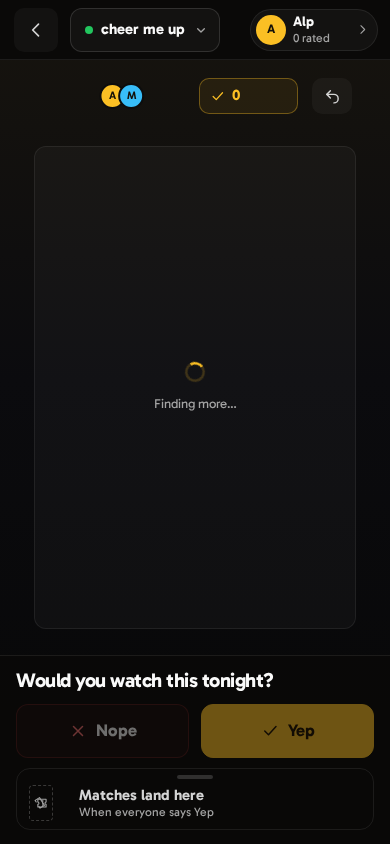 cheer me up
A
Alp
0 rated
A
M
0
Finding more...
Would you watch this tonight?
Nope
Yep
Matches land here
When everyone says Yep